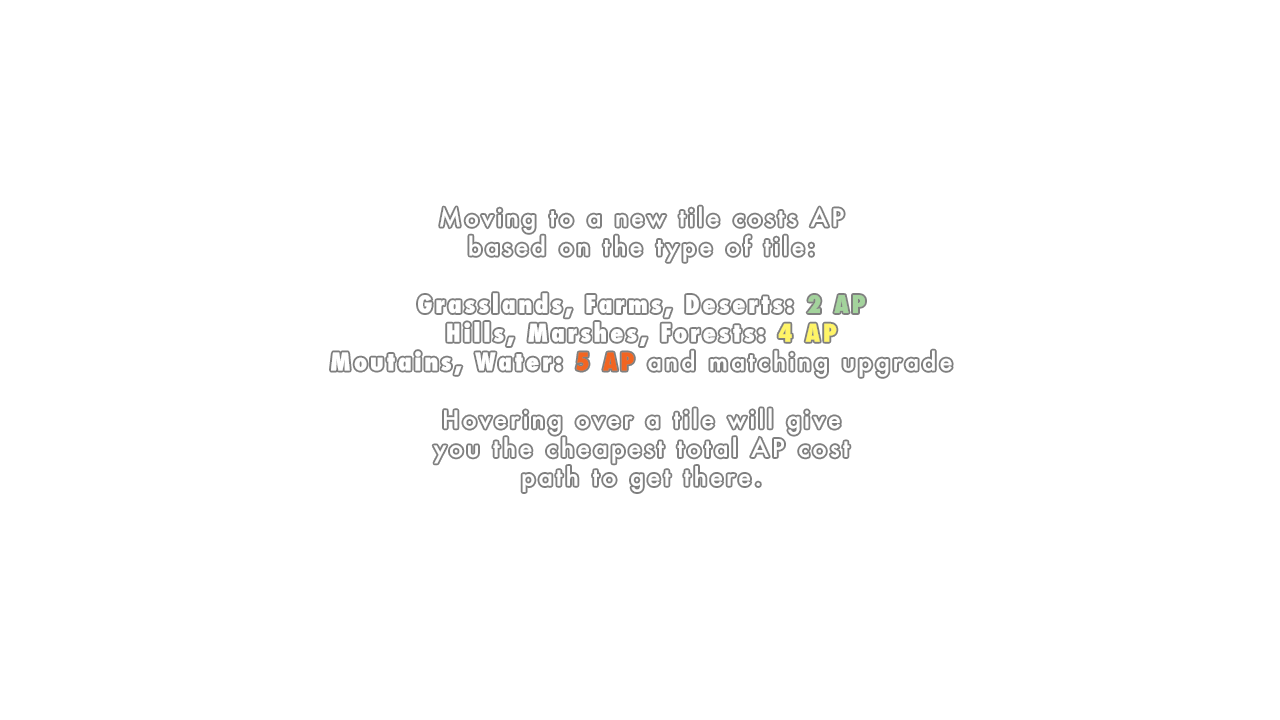 Moving to a new tile costs AP
based on the type of tile:
Grasslands, Farms, Deserts: 2 AP
Hills, Marshes, Forests: 4 AP
Moutains, Water: 5 AP and matching upgrade
Hovering over a tile will give
you the cheapest total AP cost
path to get there.